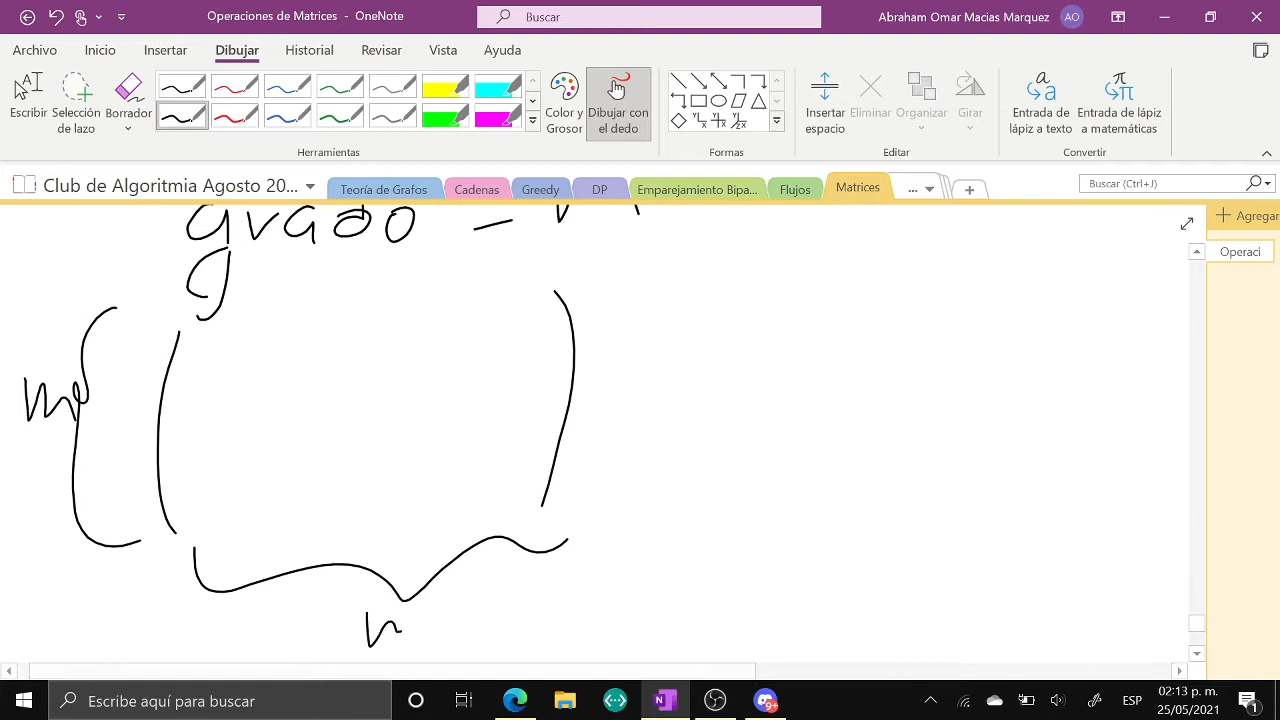 Operaciones de Matrices - OneNote
Buscar
Abraham Omar Macias Marquez AO
Archivo Inicio Insertar Dibujar Historial Revisar Vista Ayuda
Escribir
Selección de lazo
Borrador
Color y Grosor
Dibujar con el dedo
Insertar espacio
Eliminar
Organizar
Girar
Entrada de lápiz a texto
Entrada de lápiz a matemáticas
Herramientas
Formas
Editar
Convertir
Club de Algoritmia Agosto 20...
Teoría de Grafos
Cadenas
Greedy
DP
Emparejamiento Bipa...
Flujos
Matrices
...
Buscar (Ctrl+J)
Agregar
Operaci
grado -
m
n
Escribe aquí para buscar
9+
ESP
02:13 p. m.
25/05/2021
1